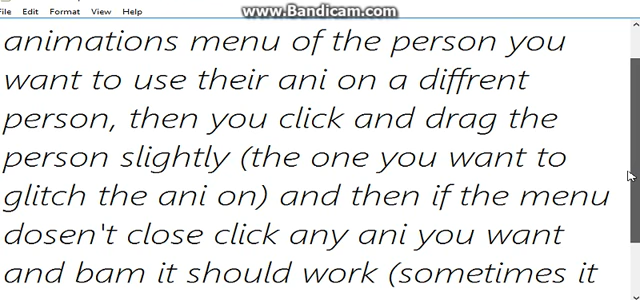 www.Bandicam.com
File Edit Format View Help
animations menu of the person you
want to use their ani on a diffrent
person, then you click and drag the
person slightly (the one you want to
glitch the ani on) and then if the menu
dosen't close click any ani you want
and bam it should work (sometimes it